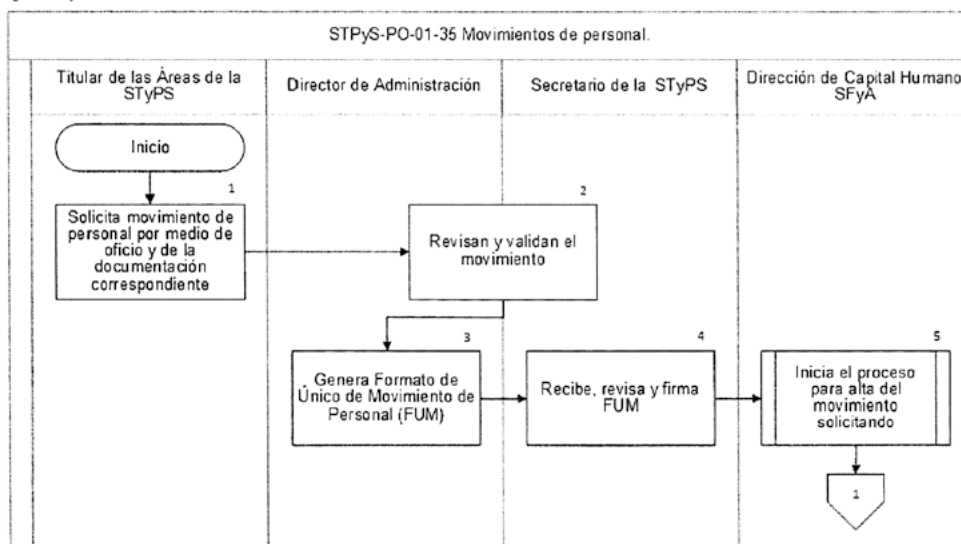 STPyS-PO-01-35 Movimientos de personal.
Titular de las Áreas de la
STyPS
Director de Administración
Secretario de la STyPS
Dirección de Capital Humano
SFyA
Inicio
1
Solicita movimiento de
personal por medio de
oficio y de la
documentación
correspondiente
2
Revisan y validan el
movimiento
3
Genera Formato de
Único de Movimiento de
Personal (FUM)
4
Recibe, revisa y firma
FUM
5
Inicia el proceso
para alta del
movimiento
solicitando
1